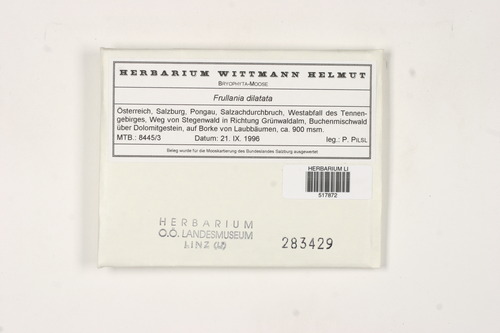 HERBARIUM WITTMANN HELMUT
BRYOPHYTA-MOOSE
Frullania dilatata
Österreich, Salzburg, Pongau, Salzachdurchbruch, Westabfall des Tennen-
gebirges, Weg von Stegenwald in Richtung Grünwaldalm, Buchenmischwald
über Dolomitgestein, auf Borke von Laubbäumen, ca. 900 msm.
MTB.: 8445/3 Datum: 21. IX. 1996 leg.: P. PILSL
Beleg wurde für die Mooskartierung des Bundeslandes Salzburg ausgewertet
HERBARIUM LI
517872
HERBARIUM
O.Ö. LANDESMUSEUM
LINZ (LI)
283429